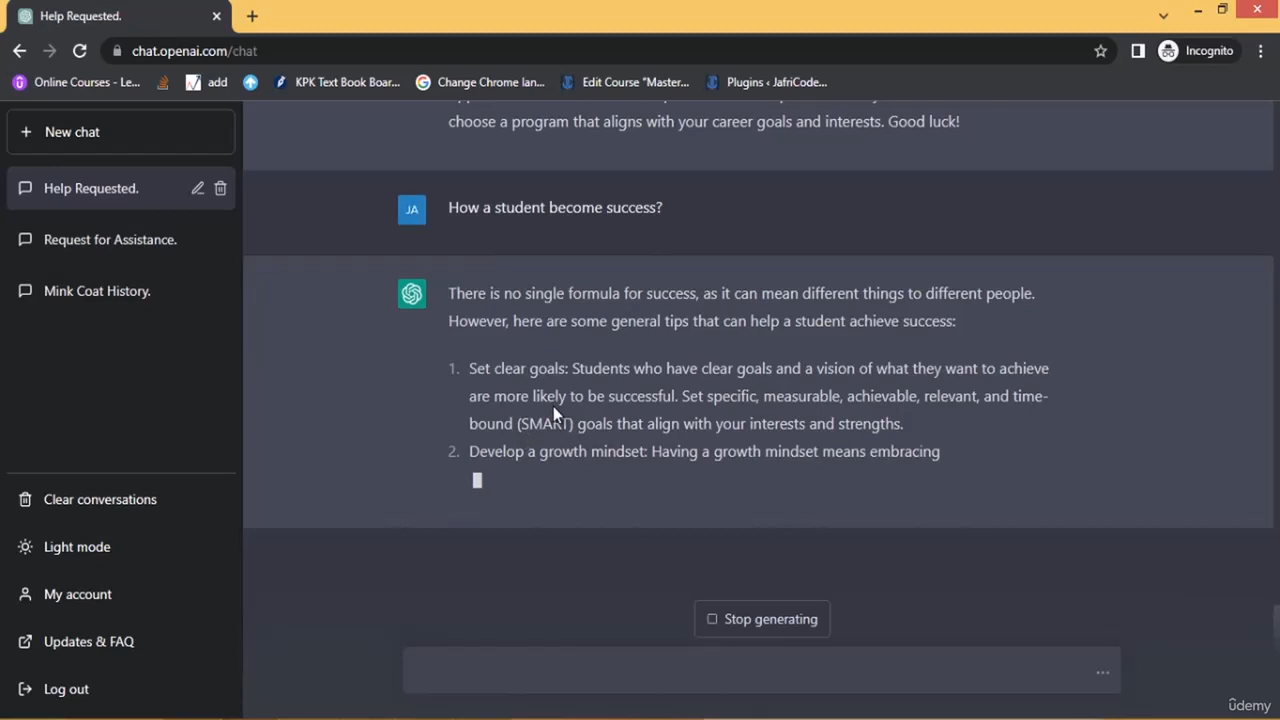 Help Requested.
chat.openai.com/chat
Incognito
Online Courses - Le...
add
KPK Text Book Boar...
Change Chrome lan...
Edit Course "Master...
Plugins ‹ JafriCode...
New chat
Help Requested.
Request for Assistance.
Mink Coat History.
Clear conversations
Light mode
My account
Updates & FAQ
Log out
choose a program that aligns with your career goals and interests. Good luck!
JA
How a student become success?
There is no single formula for success, as it can mean different things to different people.
However, here are some general tips that can help a student achieve success:
1. Set clear goals: Students who have clear goals and a vision of what they want to achieve
are more likely to be successful. Set specific, measurable, achievable, relevant, and time-
bound (SMART) goals that align with your interests and strengths.
2. Develop a growth mindset: Having a growth mindset means embracing
Stop generating
...
ûdemy